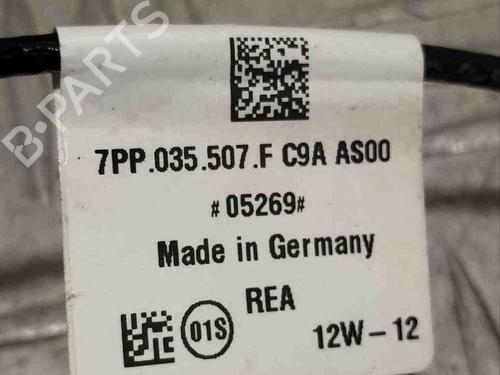 B-PARTS
7PP.035.507.F C9A AS00
#05269#
Made in Germany
REA
01S
12W-12